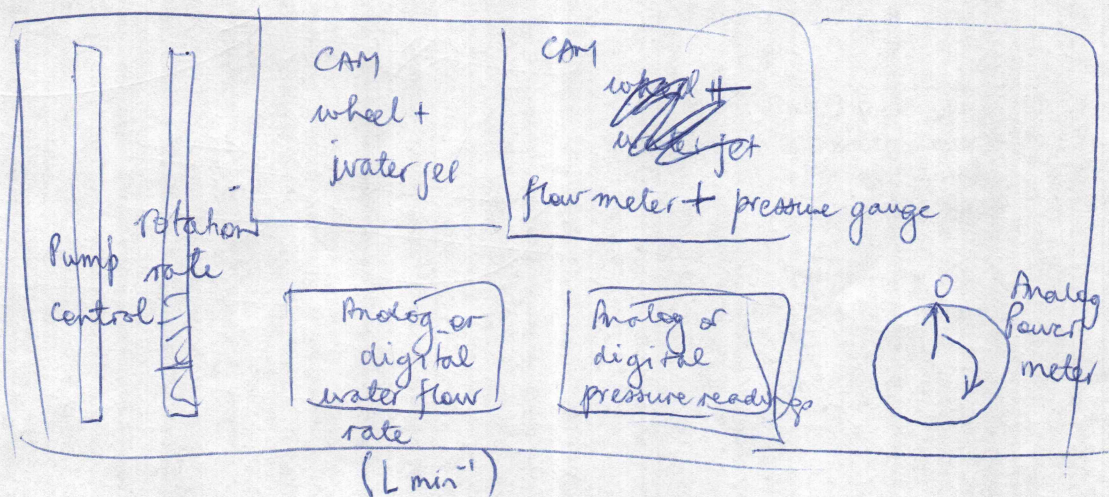 Pump
control
rotation
rate
CAM
wheel +
water jet
CAM
flow meter + pressure gauge
Analog or
digital
water flow
rate
(L min⁻¹)
Analog or
digital
pressure readings
0
Analog
Power
meter